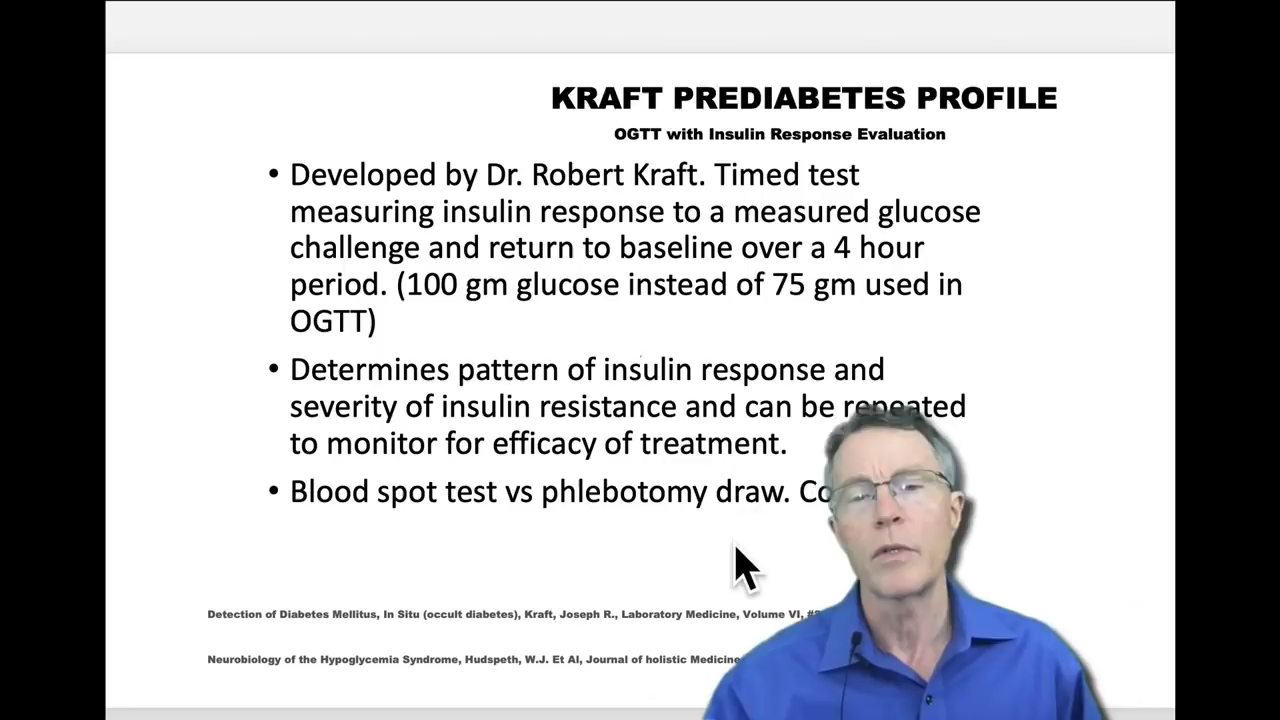 KRAFT PREDIABETES PROFILE
OGTT with Insulin Response Evaluation
• Developed by Dr. Robert Kraft. Timed test
measuring insulin response to a measured glucose
challenge and return to baseline over a 4 hour
period. (100 gm glucose instead of 75 gm used in
OGTT)
• Determines pattern of insulin response and
severity of insulin resistance and can be repeated
to monitor for efficacy of treatment.
• Blood spot test vs phlebotomy draw.
Detection of Diabetes Mellitus, In Situ (occult diabetes), Kraft, Joseph R., Laboratory Medicine, Volume VI,
Neurobiology of the Hypoglycemia Syndrome, Hudspeth, W.J. Et Al, Journal of holistic Medicine